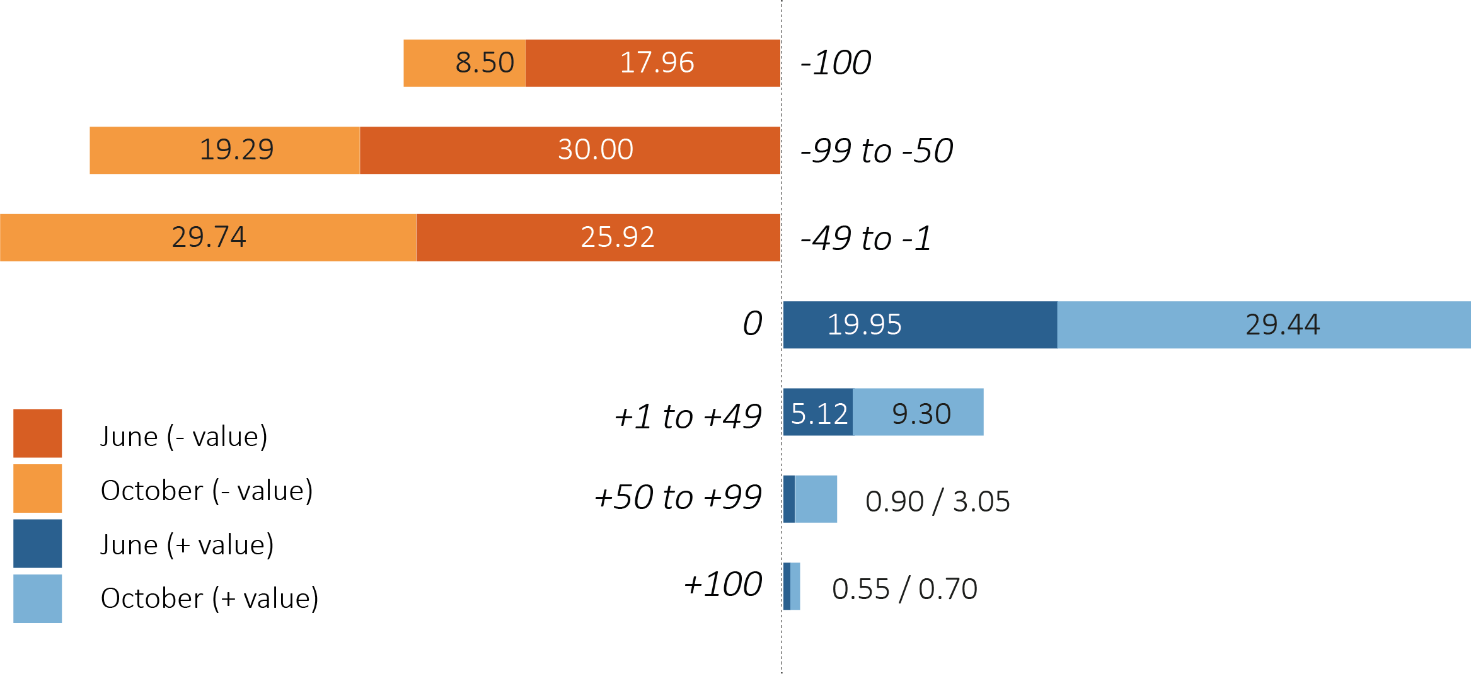 8.50 17.96 -100
19.29 30.00 -99 to -50
29.74 25.92 -49 to -1
0 19.95 29.44
+1 to +49 5.12 9.30
June (- value)
October (- value)
+50 to +99 0.90 / 3.05
June (+ value)
October (+ value)
+100 0.55 / 0.70